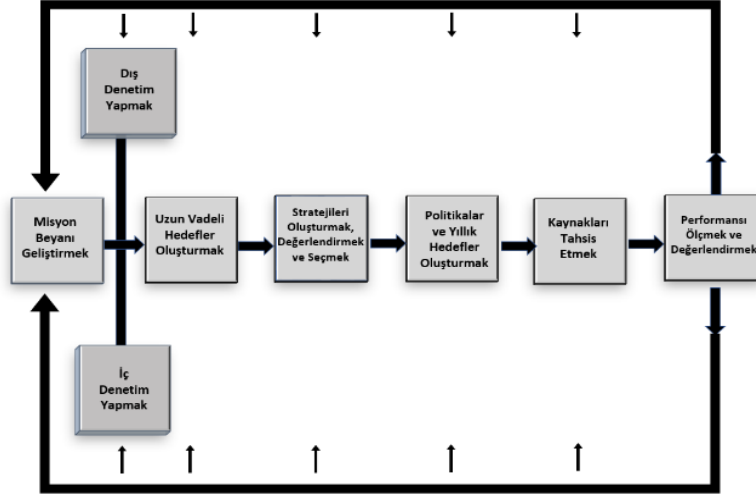 Dış
Denetim
Yapmak
Misyon
Beyanı
Geliştirmek
Uzun Vadeli
Hedefler
Oluşturmak
Stratejileri
Oluşturmak,
Değerlendirmek
ve Seçmek
Politikalar
ve Yıllık
Hedefler
Oluşturmak
Kaynakları
Tahsis
Etmek
Performansı
Ölçmek ve
Değerlendirmek
İç
Denetim
Yapmak